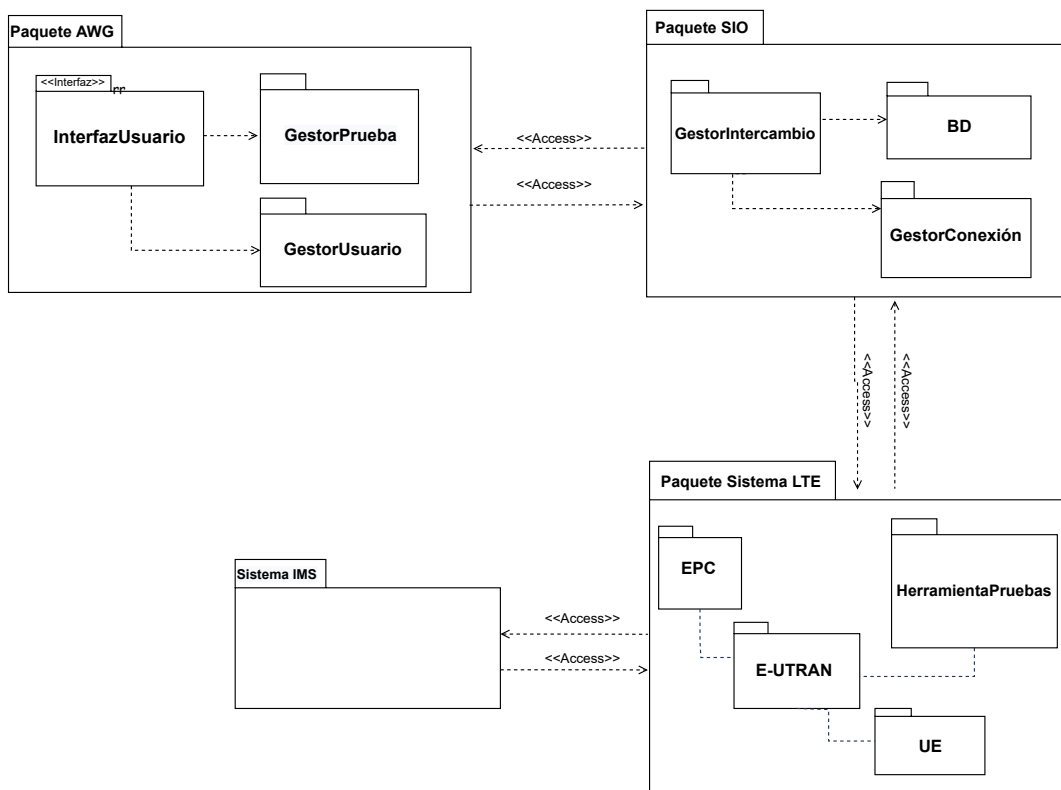 Paquete AWG
<<Interfaz>>
rr
InterfazUsuario
GestorPrueba
GestorUsuario
<<Access>>
<<Access>>
Paquete SIO
GestorIntercambio
BD
GestorConexión
<<Access>>
<<Access>>
Paquete Sistema LTE
EPC
HerramientaPruebas
E-UTRAN
UE
Sistema IMS
<<Access>>
<<Access>>